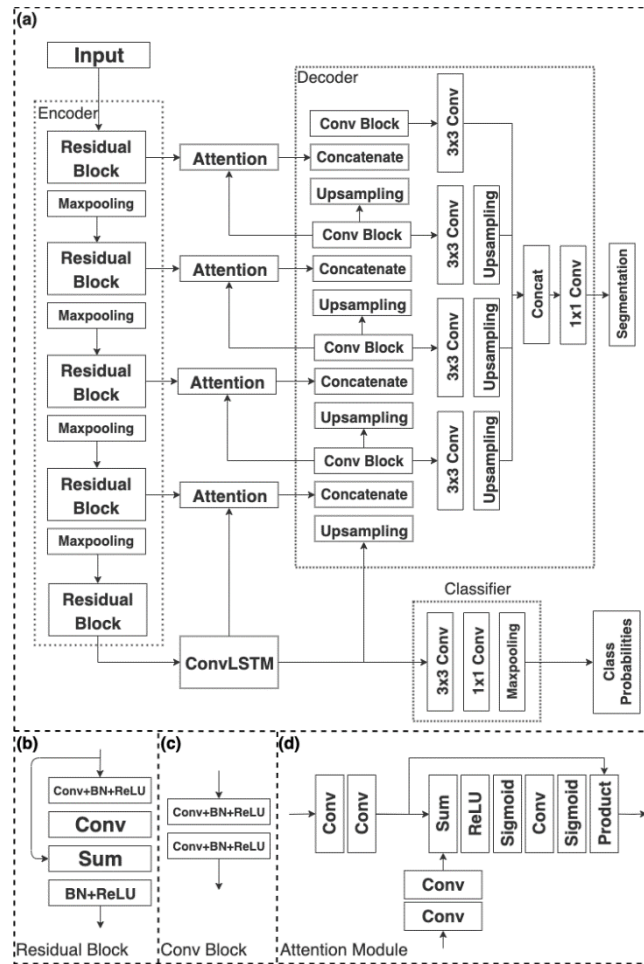 (a)
Input
Encoder
Residual
Block
Maxpooling
Residual
Block
Maxpooling
Residual
Block
Maxpooling
Residual
Block
Maxpooling
Residual
Block
Attention
Attention
Attention
Attention
ConvLSTM
Decoder
Conv Block
Concatenate
Upsampling
Conv Block
Concatenate
Upsampling
Conv Block
Concatenate
Upsampling
Conv Block
Concatenate
Upsampling
3x3 Conv
3x3 Conv
Upsampling
3x3 Conv
Upsampling
3x3 Conv
Upsampling
Concat
1x1 Conv
Segmentation
Classifier
3x3 Conv
1x1 Conv
Maxpooling
Class
Probabilities
(b)
Conv+BN+ReLU
Conv
Sum
BN+ReLU
Residual Block
(c)
Conv+BN+ReLU
Conv+BN+ReLU
Conv Block
(d)
Conv
Conv
Sum
ReLU
Sigmoid
Conv
Sigmoid
Product
Conv
Conv
Attention Module